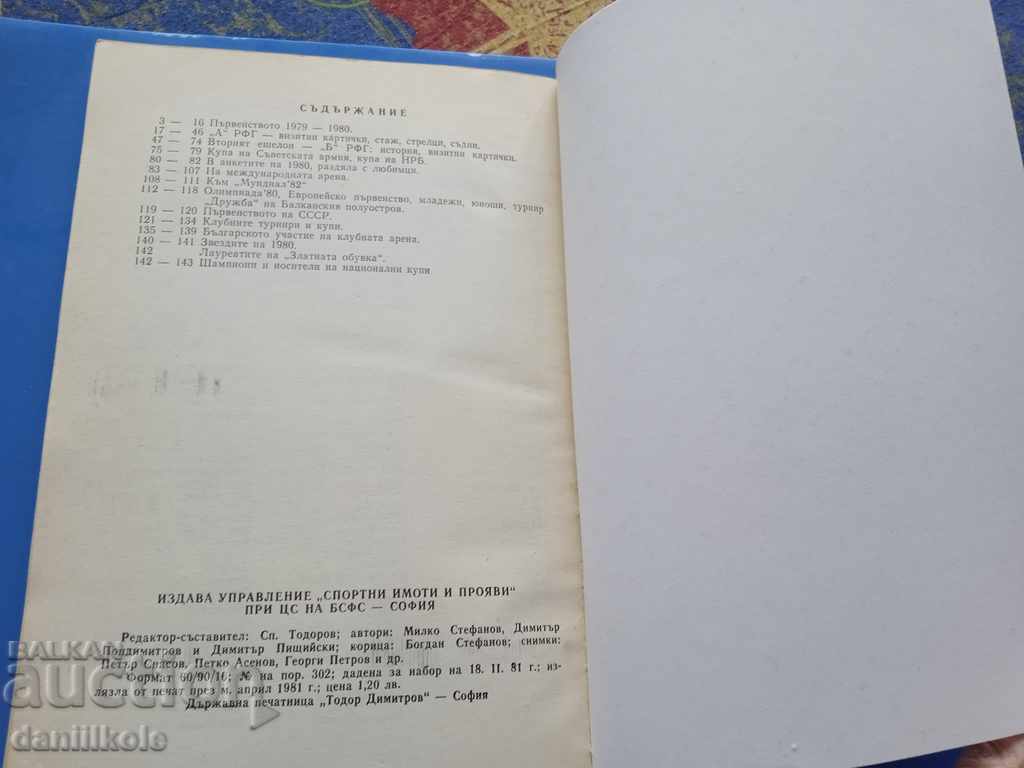 СЪДЪРЖАНИЕ
3 — 16 Първенството 1979 — 1980.
17 — 46 „А" РФГ — визитни картички, стаж, стрелци, съдии.
47 — 74 Вторият ешелон — „Б" РФГ: история, визитни картички.
75 — 79 Купа на Съветската армия, купа на НРБ.
80 — 82 В анкетите на 1980, раздяла с любимци.
83 — 107 На международната арена.
108 — 111 Към „Мундиал'82"
112 — 118 Олимпиада'80, Европейско първенство, младежи, юноши, турнир
„Дружба" на Балканския полуостров.
119 — 120 Първенството на СССР.
121 — 134 Клубните турнири и купи.
135 — 139 Българското участие на клубната арена.
140 — 141 Звездите на 1980.
142 Лауреатите на „Златната обувка".
142 — 143 Шампиони и носители на национални купи
ИЗДАВА УПРАВЛЕНИЕ „СПОРТНИ ИМОТИ И ПРОЯВИ"
ПРИ ЦС НА БСФС — СОФИЯ
Редактор-съставител: Сп. Тодоров; автори: Милко Стефанов, Димитър
Попдимитров и Димитър Пищийски; корица: Богдан Стефанов; снимки:
Петър Спасов, Петко Асенов, Георги Петров и др.
Формат 60/90/16; № на пор. 302; дадена за набор на 18. II. 81 г.; из-
лязла от печат през м. април 1981 г.; цена 1,20 лв.
Държавна печатница „Тодор Димитров" — София
BALKAN
auction
daniilkole